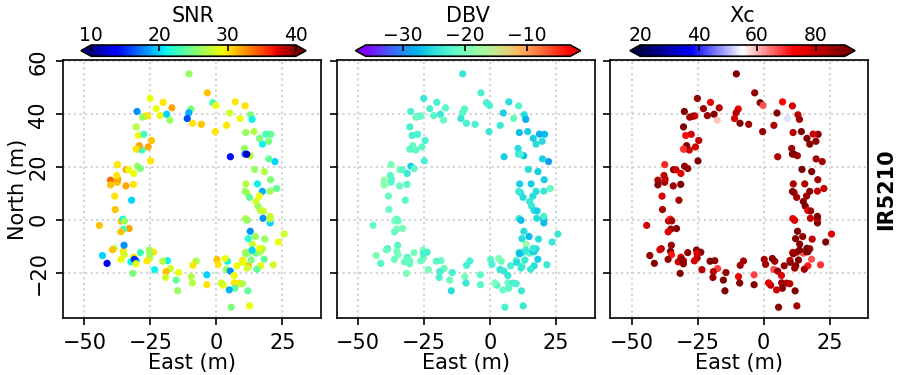 SNR DBV Xc
10 20 30 40 −30 −20 −10 20 40 60 80
60
40
20
0
−20
North (m)
−50 −25 0 25 −50 −25 0 25 −50 −25 0 25
East (m) East (m) East (m)
IR5210